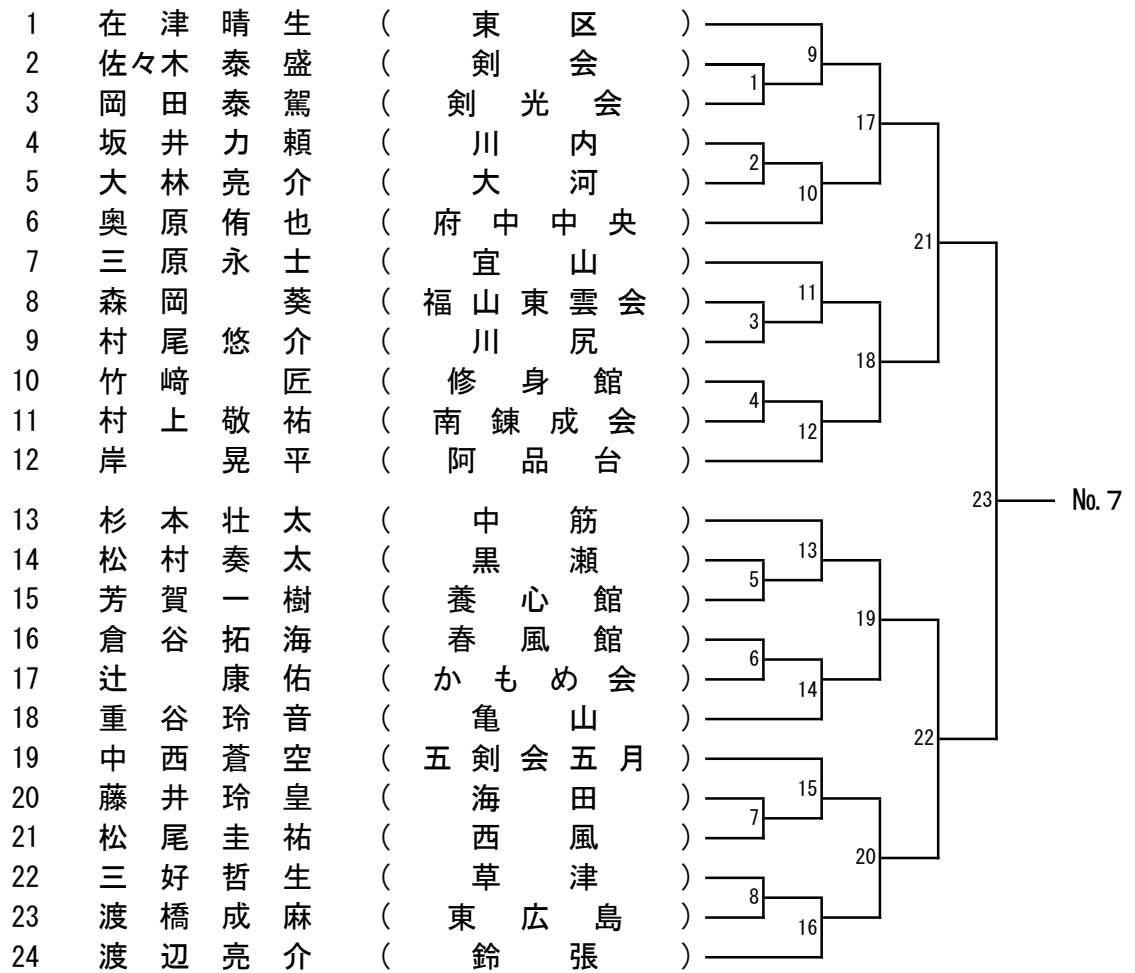 1 在津晴生 ( 東区 )
2 佐々木泰盛 ( 剣会 )
3 岡田泰駕 ( 剣光会 )
4 坂井力頼 ( 川内 )
5 大林亮介 ( 大河 )
6 奥原侑也 ( 府中中央 )
7 三原永士 ( 宜山 )
8 森岡葵 ( 福山東雲会 )
9 村尾悠介 ( 川尻 )
10 竹﨑匠 ( 修身館 )
11 村上敬祐 ( 南錬成会 )
12 岸晃平 ( 阿品台 )
13 杉本壮太 ( 中筋 )
14 松村奏太 ( 黒瀬 )
15 芳賀一樹 ( 養心館 )
16 倉谷拓海 ( 春風館 )
17 辻康佑 ( かもめ会 )
18 重谷玲音 ( 亀山 )
19 中西蒼空 ( 五剣会五月 )
20 藤井玲皇 ( 海田 )
21 松尾圭祐 ( 西風 )
22 三好哲生 ( 草津 )
23 渡橋成麻 ( 東広島 )
24 渡辺亮介 ( 鈴張 )
1
2
3
4
5
6
7
8
9
10
11
12
13
14
15
16
17
18
19
20
21
22
23
№7